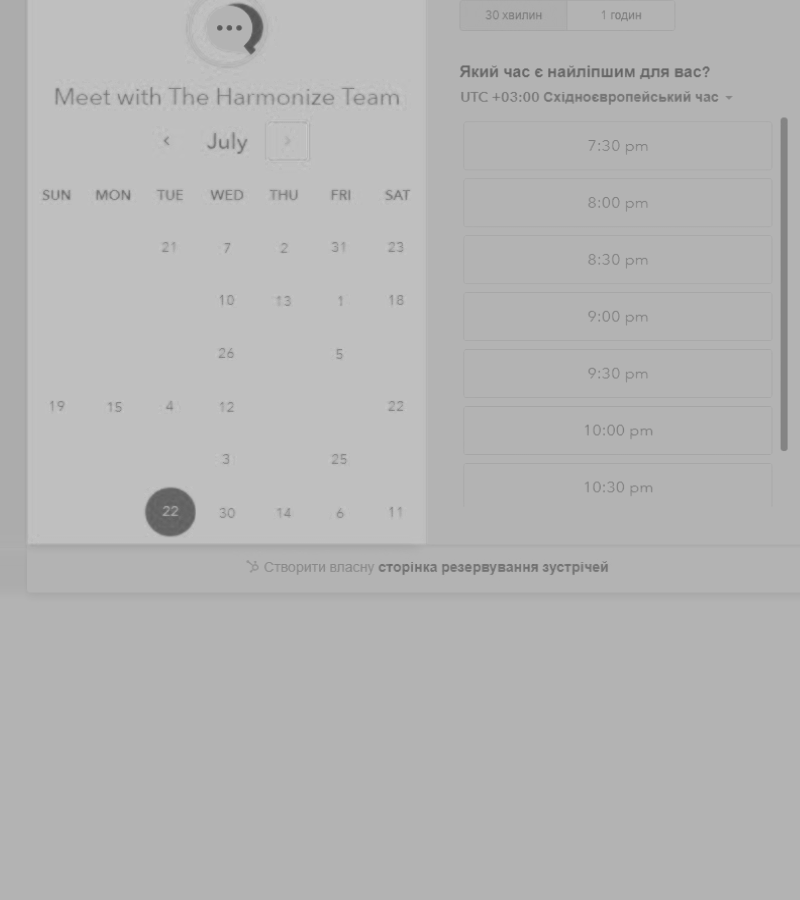 Meet with The Harmonize Team
July
SUN MON TUE WED THU FRI SAT
21 7 2 31 23
10 13 1 18
26 5
19 15 4 12 22
3 25
22 30 14 6 11
30 хвилин 1 годин
Який час є найліпшим для вас?
UTC +03:00 Східноєвропейський час
7:30 pm
8:00 pm
8:30 pm
9:00 pm
9:30 pm
10:00 pm
10:30 pm
Створити власну сторінка резервування зустрічей